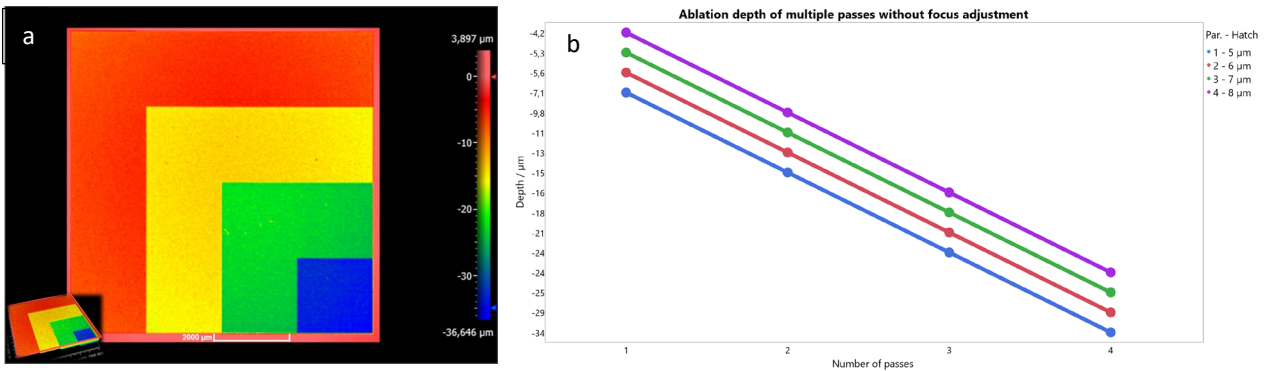 a
3,897 µm
0
-10
-20
-30
-36,646 µm
2000 µm
Ablation depth of multiple passes without focus adjustment
b
Depth / µm
-4,2
-5,3
-5,6
-7,1
-9,8
-11
-13
-15
-16
-18
-21
-24
-24
-25
-29
-34
1
2
3
4
Number of passes
Par. - Hatch
1 - 5 µm
2 - 6 µm
3 - 7 µm
4 - 8 µm